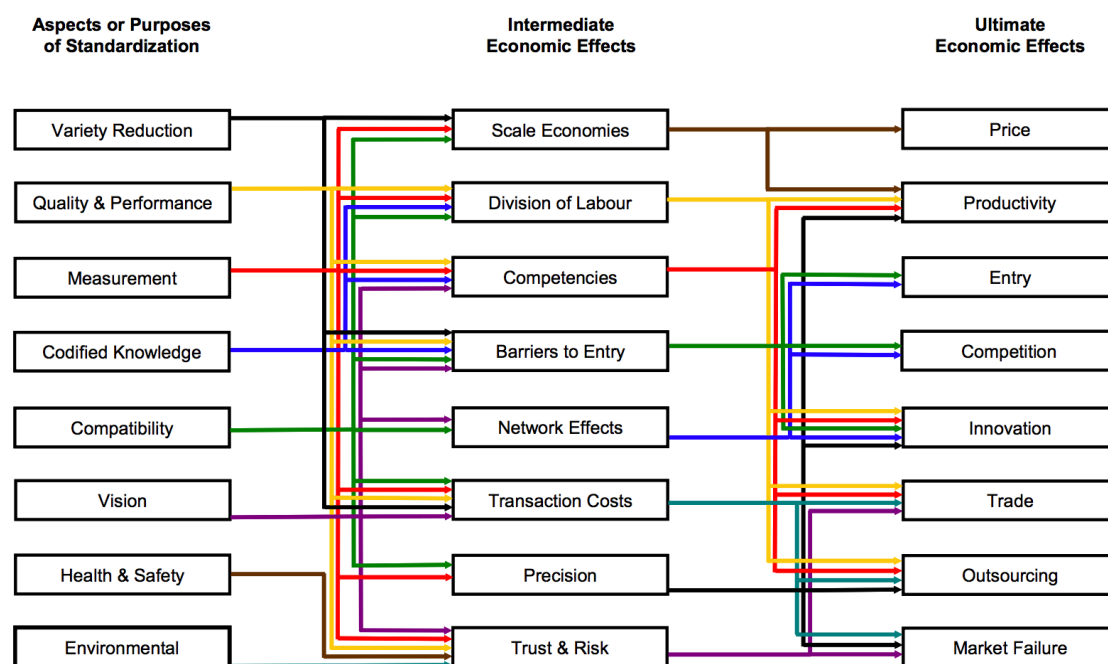 Aspects or Purposes
of Standardization
Intermediate
Economic Effects
Ultimate
Economic Effects
Variety Reduction
Scale Economies
Price
Quality & Performance
Division of Labour
Productivity
Measurement
Competencies
Entry
Codified Knowledge
Barriers to Entry
Competition
Compatibility
Network Effects
Innovation
Vision
Transaction Costs
Trade
Health & Safety
Precision
Outsourcing
Environmental
Trust & Risk
Market Failure